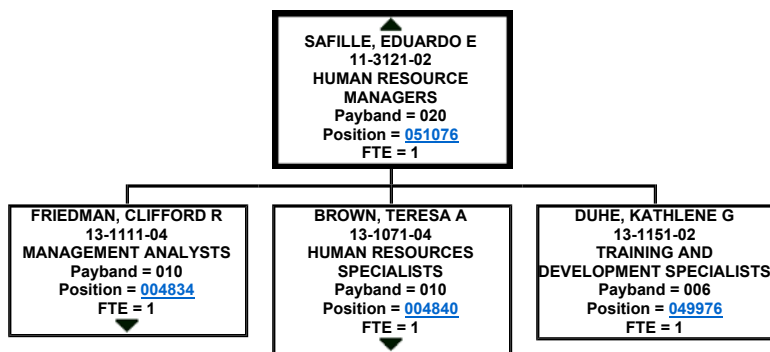 SAFILLE, EDUARDO E
11-3121-02
HUMAN RESOURCE
MANAGERS
Payband = 020
Position = 051076
FTE = 1
FRIEDMAN, CLIFFORD R
13-1111-04
MANAGEMENT ANALYSTS
Payband = 010
Position = 004834
FTE = 1
BROWN, TERESA A
13-1071-04
HUMAN RESOURCES
SPECIALISTS
Payband = 010
Position = 004840
FTE = 1
DUHE, KATHLENE G
13-1151-02
TRAINING AND
DEVELOPMENT SPECIALISTS
Payband = 006
Position = 049976
FTE = 1